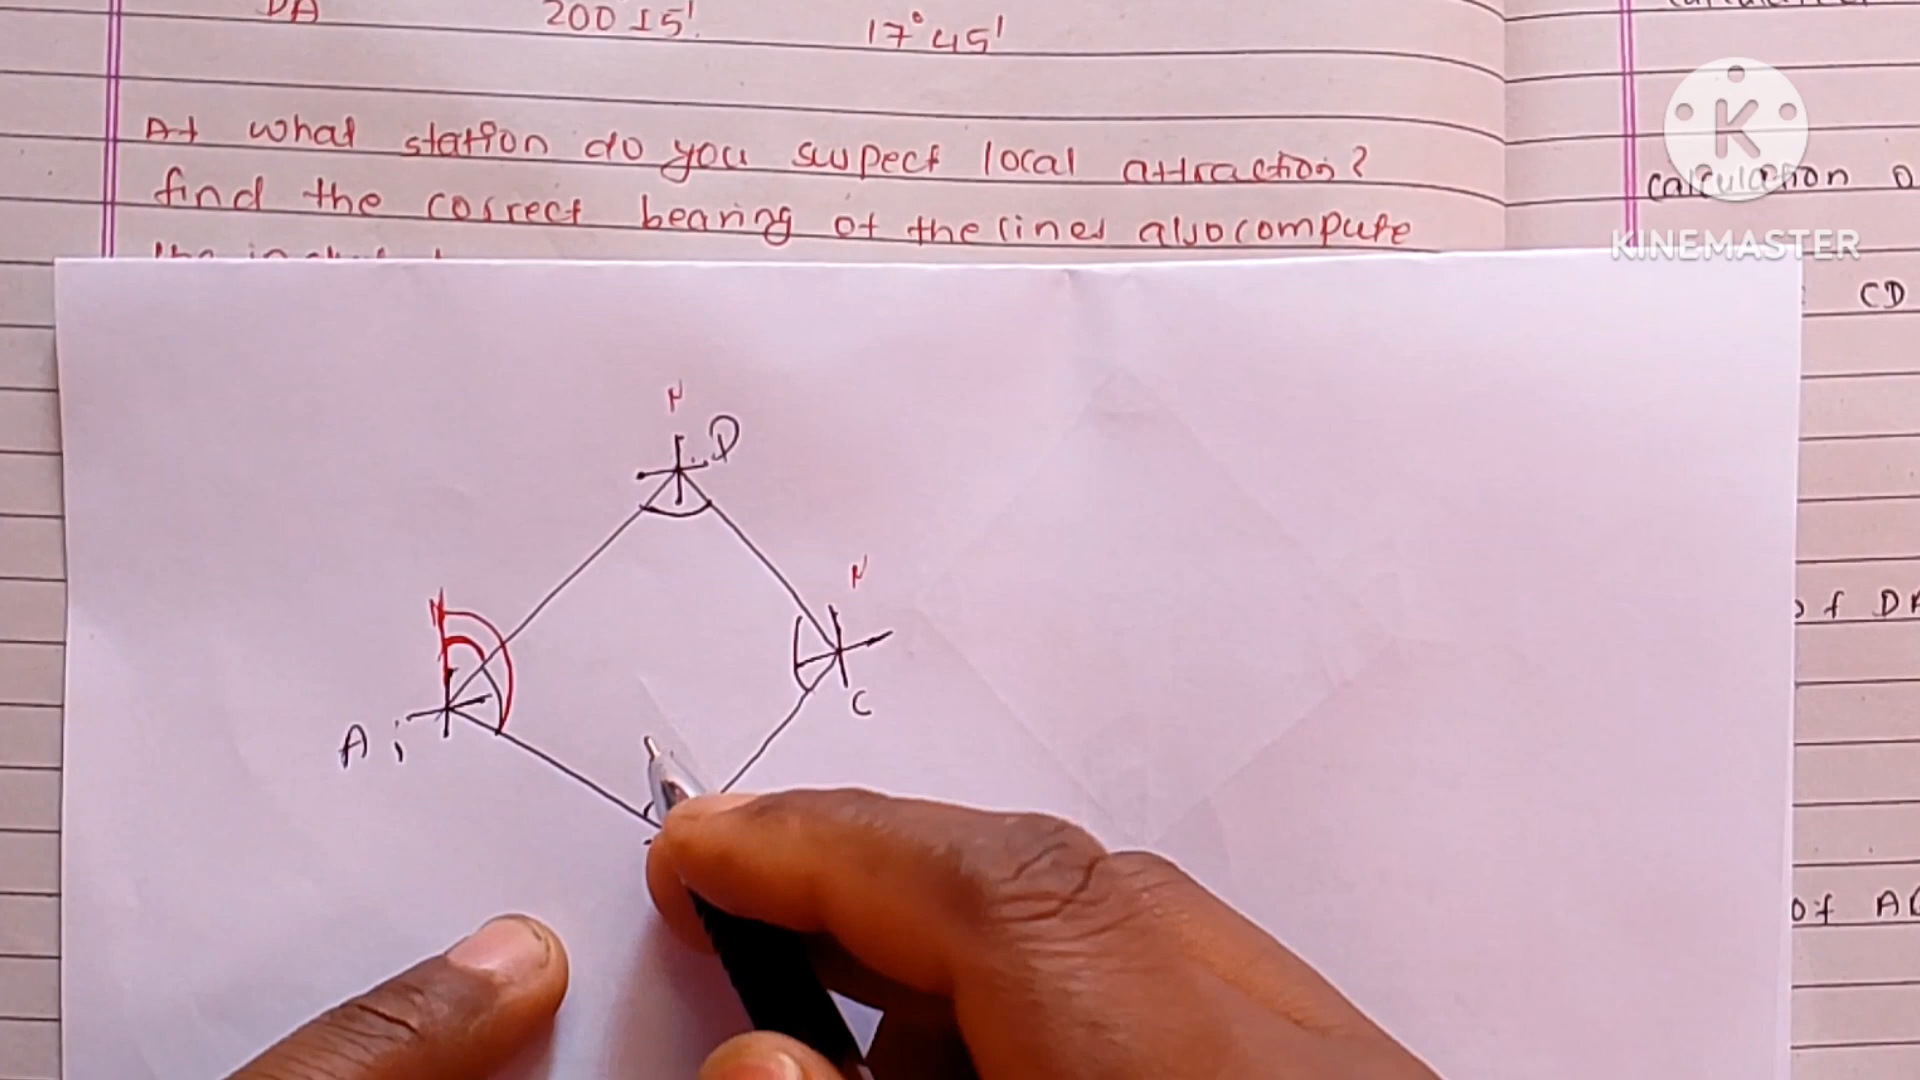 DA 200 15' 17°45'
At what station do you suspect local attraction?
find the correct bearing of the lines also compute
calculation
KINEMASTER
CD
N
D
N
N
A
C
of DA
of